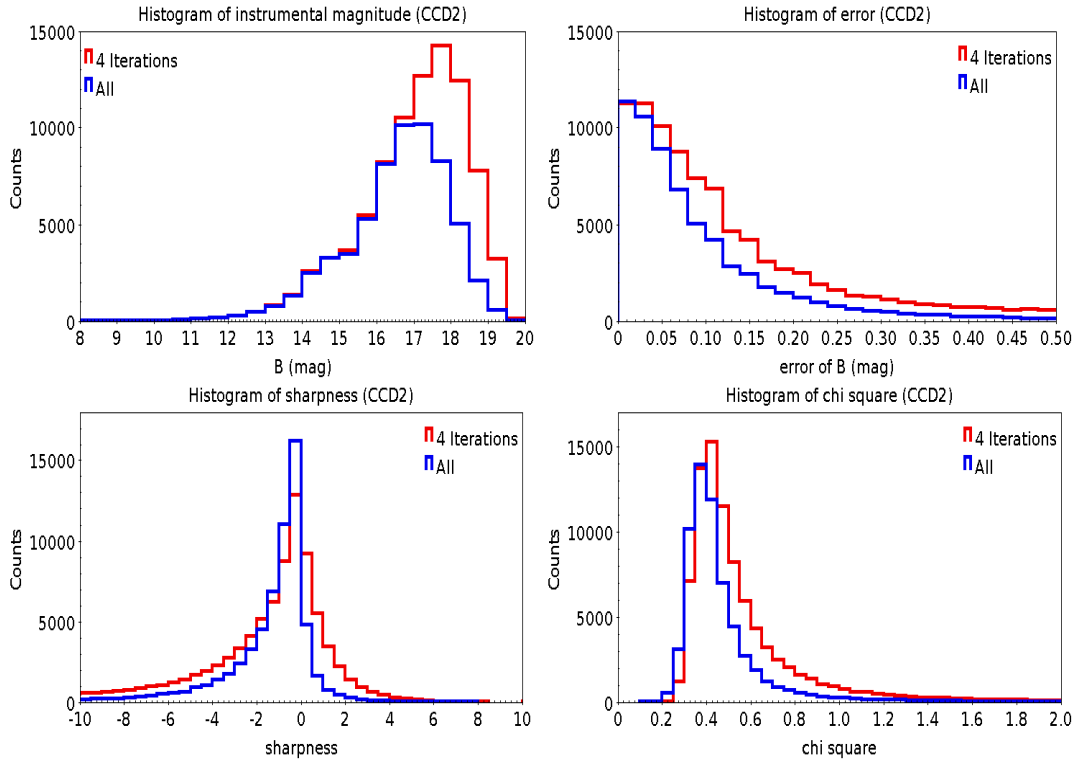 Histogram of instrumental magnitude (CCD2)
15000
10000
5000
0
Counts
4 Iterations
All
8 9 10 11 12 13 14 15 16 17 18 19 20
B (mag)
Histogram of error (CCD2)
15000
10000
5000
0
Counts
4 Iterations
All
0 0.05 0.10 0.15 0.20 0.25 0.30 0.35 0.40 0.45 0.50
error of B (mag)
Histogram of sharpness (CCD2)
15000
10000
5000
0
Counts
4 Iterations
All
-10 -8 -6 -4 -2 0 2 4 6 8 10
sharpness
Histogram of chi square (CCD2)
15000
10000
5000
0
Counts
4 Iterations
All
0 0.2 0.4 0.6 0.8 1.0 1.2 1.4 1.6 1.8 2.0
chi square